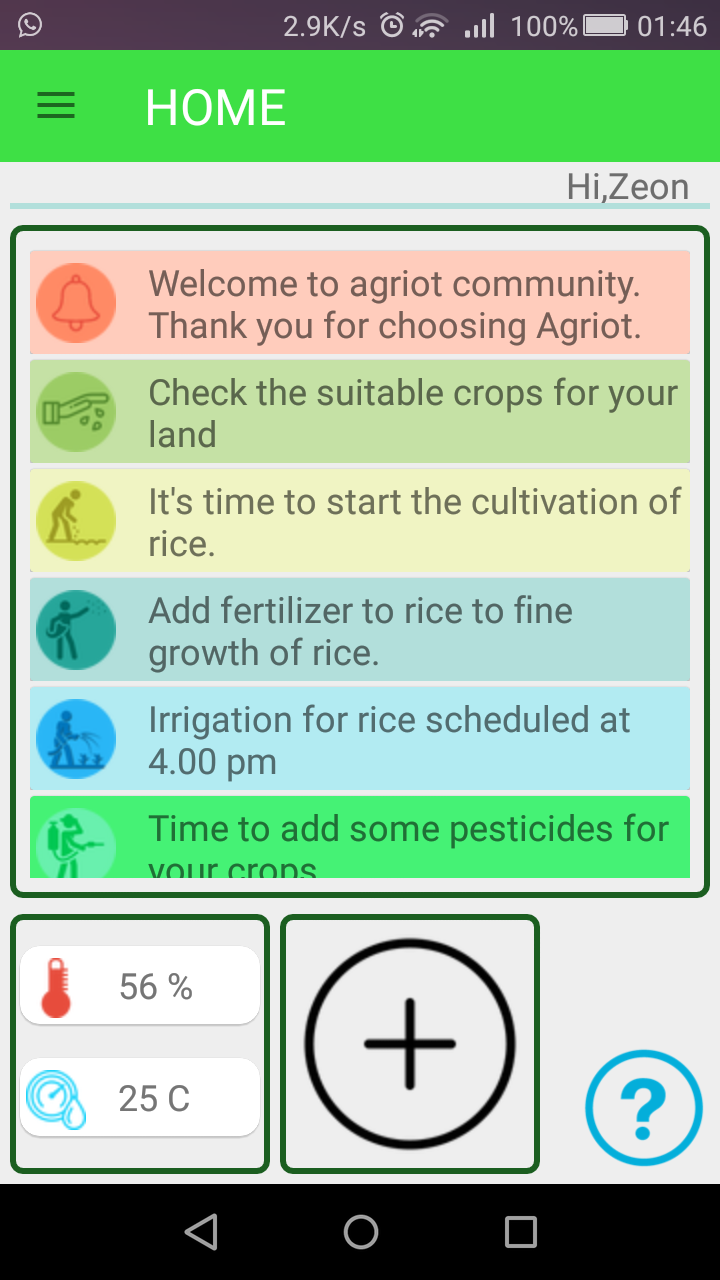 2.9K/s 100% 01:46
HOME
Hi,Zeon
Welcome to agriot community.
Thank you for choosing Agriot.
Check the suitable crops for your
land
It's time to start the cultivation of
rice.
Add fertilizer to rice to fine
growth of rice.
Irrigation for rice scheduled at
4.00 pm
Time to add some pesticides for
your crops
56 %
25 C
?